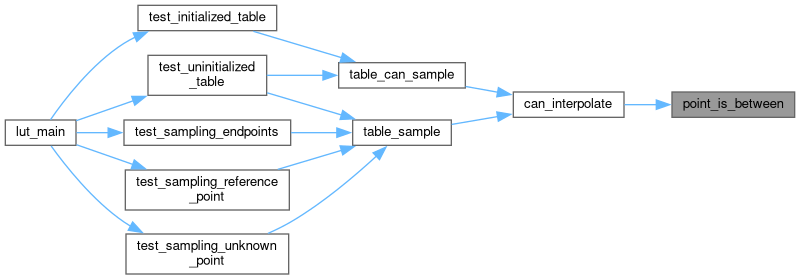 test_initialized_table
test_uninitialized
_table
table_can_sample
can_interpolate
point_is_between
lut_main
test_sampling_endpoints
table_sample
test_sampling_reference
_point
test_sampling_unknown
_point